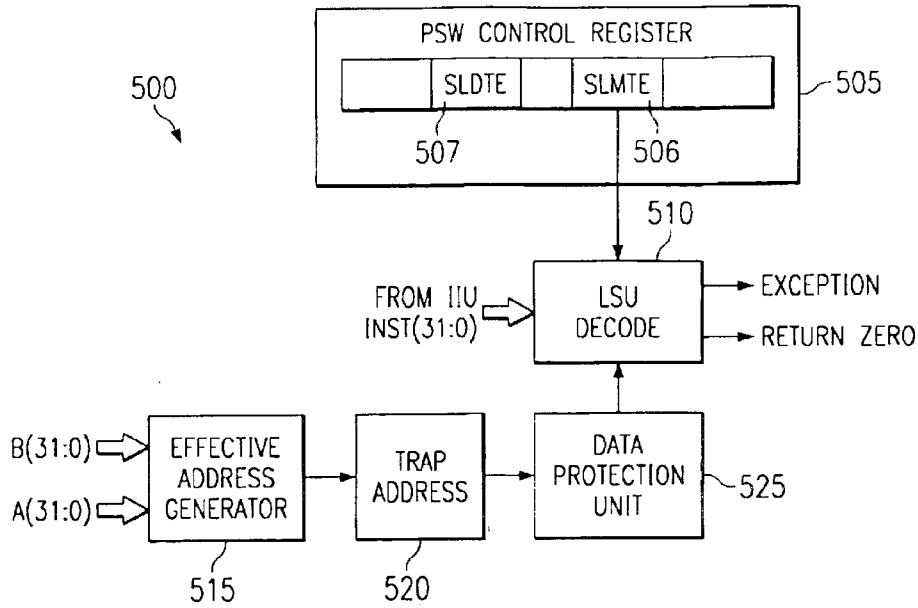 PSW CONTROL REGISTER
SLDTE
SLMTE
505
500
507
506
510
FROM IIU
INST(31:0)
LSU
DECODE
EXCEPTION
RETURN ZERO
B(31:0)
A(31:0)
EFFECTIVE
ADDRESS
GENERATOR
TRAP
ADDRESS
DATA
PROTECTION
UNIT
525
515
520